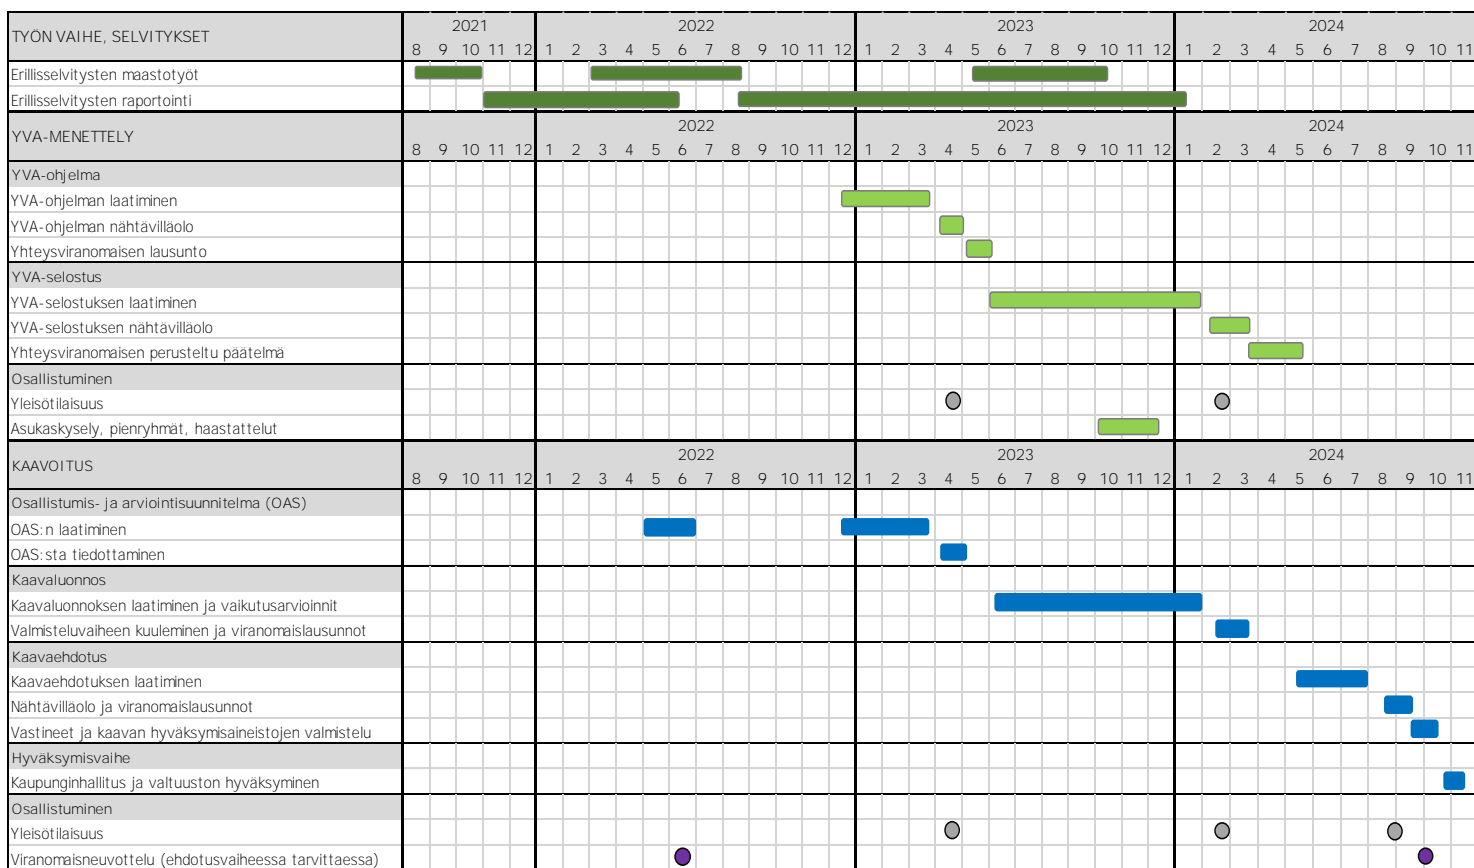 2021 2022 2023 2024
TYÖN VAIHE, SELVITYKSET
8 9 10 11 12 1 2 3 4 5 6 7 8 9 10 11 12 1 2 3 4 5 6 7 8 9 10 11 12 1 2 3 4 5 6 7 8 9 10 11
Erillisselvitysten maastotyöt
Erillisselvitysten raportointi
2022 2023 2024
YVA-MENETTELY
8 9 10 11 12 1 2 3 4 5 6 7 8 9 10 11 12 1 2 3 4 5 6 7 8 9 10 11 12 1 2 3 4 5 6 7 8 9 10 11
YVA-ohjelma
YVA-ohjelman laatiminen
YVA-ohjelman nähtävilläolo
Yhteysviranomaisen lausunto
YVA-selostus
YVA-selostuksen laatiminen
YVA-selostuksen nähtävilläolo
Yhteysviranomaisen perusteltu päätelmä
Osallistuminen
Yleisötilaisuus
Asukaskysely, pienryhmät, haastattelut
2022 2023 2024
KAAVOITUS
8 9 10 11 12 1 2 3 4 5 6 7 8 9 10 11 12 1 2 3 4 5 6 7 8 9 10 11 12 1 2 3 4 5 6 7 8 9 10 11
Osallistumis- ja arviointisuunnitelma (OAS)
OAS:n laatiminen
OAS:sta tiedottaminen
Kaavaluonnos
Kaavaluonnoksen laatiminen ja vaikutusarvioinnit
Valmisteluvaiheen kuuleminen ja viranomaislausunnot
Kaavaehdotus
Kaavaehdotuksen laatiminen
Nähtävilläolo ja viranomaislausunnot
Vastineet ja kaavan hyväksymisaineistojen valmistelu
Hyväksymisvaihe
Kaupunginhallitus ja valtuuston hyväksyminen
Osallistuminen
Yleisötilaisuus
Viranomaisneuvottelu (ehdotusvaiheessa tarvittaessa)